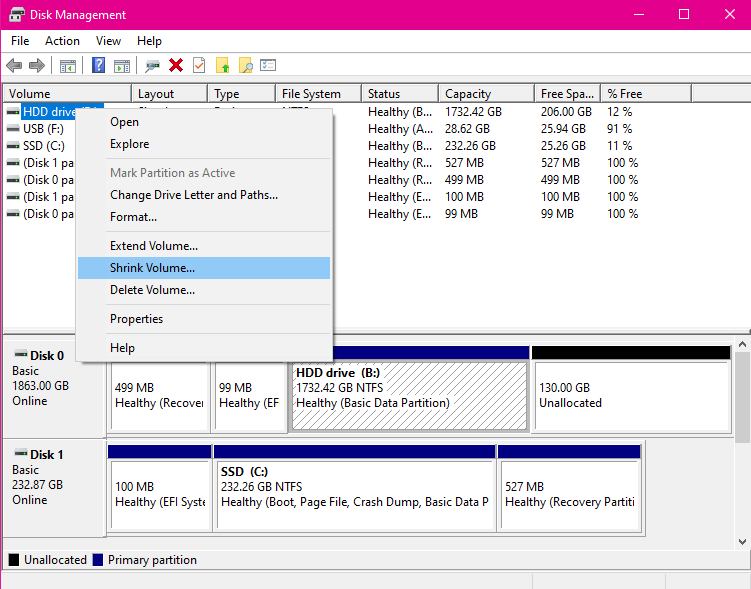 Disk Management
File Action View Help
Volume Layout Type File System Status Capacity Free Spa... % Free
HDD drive Healthy (B... 1732.42 GB 206.00 GB 12 %
USB (F:) Healthy (A... 28.62 GB 25.94 GB 91 %
SSD (C:) Healthy (B... 232.26 GB 25.26 GB 11 %
(Disk 1 pa Healthy (R... 527 MB 527 MB 100 %
(Disk 0 pa Healthy (R... 499 MB 499 MB 100 %
(Disk 1 pa Healthy (E... 100 MB 100 MB 100 %
(Disk 0 pa Healthy (E... 99 MB 99 MB 100 %
Open
Explore
Mark Partition as Active
Change Drive Letter and Paths...
Format...
Extend Volume...
Shrink Volume...
Delete Volume...
Properties
Help
Disk 0
Basic
1863.00 GB
Online
499 MB
Healthy (Recover
99 MB
Healthy (EF
HDD drive (B:)
1732.42 GB NTFS
Healthy (Basic Data Partition)
130.00 GB
Unallocated
Disk 1
Basic
232.87 GB
Online
100 MB
Healthy (EFI Syste
SSD (C:)
232.26 GB NTFS
Healthy (Boot, Page File, Crash Dump, Basic Data P
527 MB
Healthy (Recovery Partiti
Unallocated Primary partition